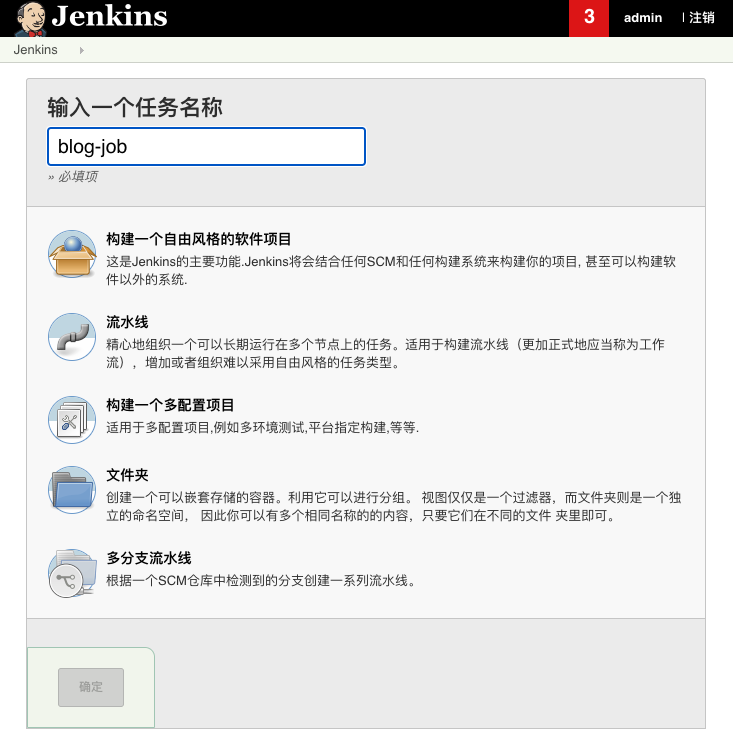 Jenkins
3
admin
| 注销
Jenkins
输入一个任务名称
blog-job
» 必填项
构建一个自由风格的软件项目
这是Jenkins的主要功能.Jenkins将会结合任何SCM和任何构建系统来构建你的项目, 甚至可以构建软
件以外的系统.
流水线
精心地组织一个可以长期运行在多个节点上的任务。适用于构建流水线（更加正式地应当称为工作
流），增加或者组织难以采用自由风格的任务类型。
构建一个多配置项目
适用于多配置项目,例如多环境测试,平台指定构建,等等.
文件夹
创建一个可以嵌套存储的容器。利用它可以进行分组。 视图仅仅是一个过滤器，而文件夹则是一个独
立的命名空间， 因此你可以有多个相同名称的的内容，只要它们在不同的文件 夹里即可。
多分支流水线
根据一个SCM仓库中检测到的分支创建一系列流水线。
确定